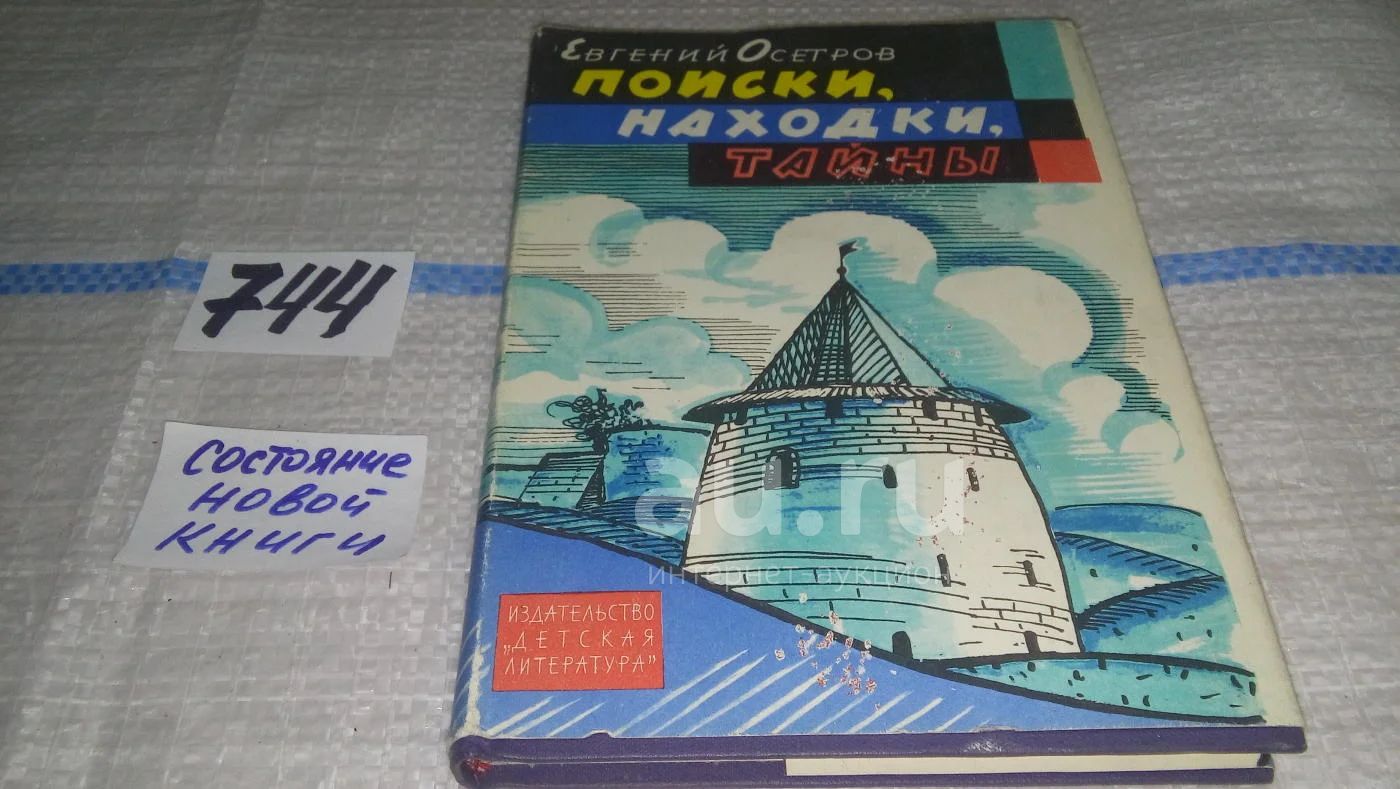 Евгений Осетров
ПОИСКИ,
НАХОДКИ,
ТАЙНЫ
744
СОСТОЯНИЕ
НОВОЙ
КНИГИ
au.ru
интернет-аукцион
ИЗДАТЕЛЬСТВО
„ДЕТСКАЯ
ЛИТЕРАТУРА"